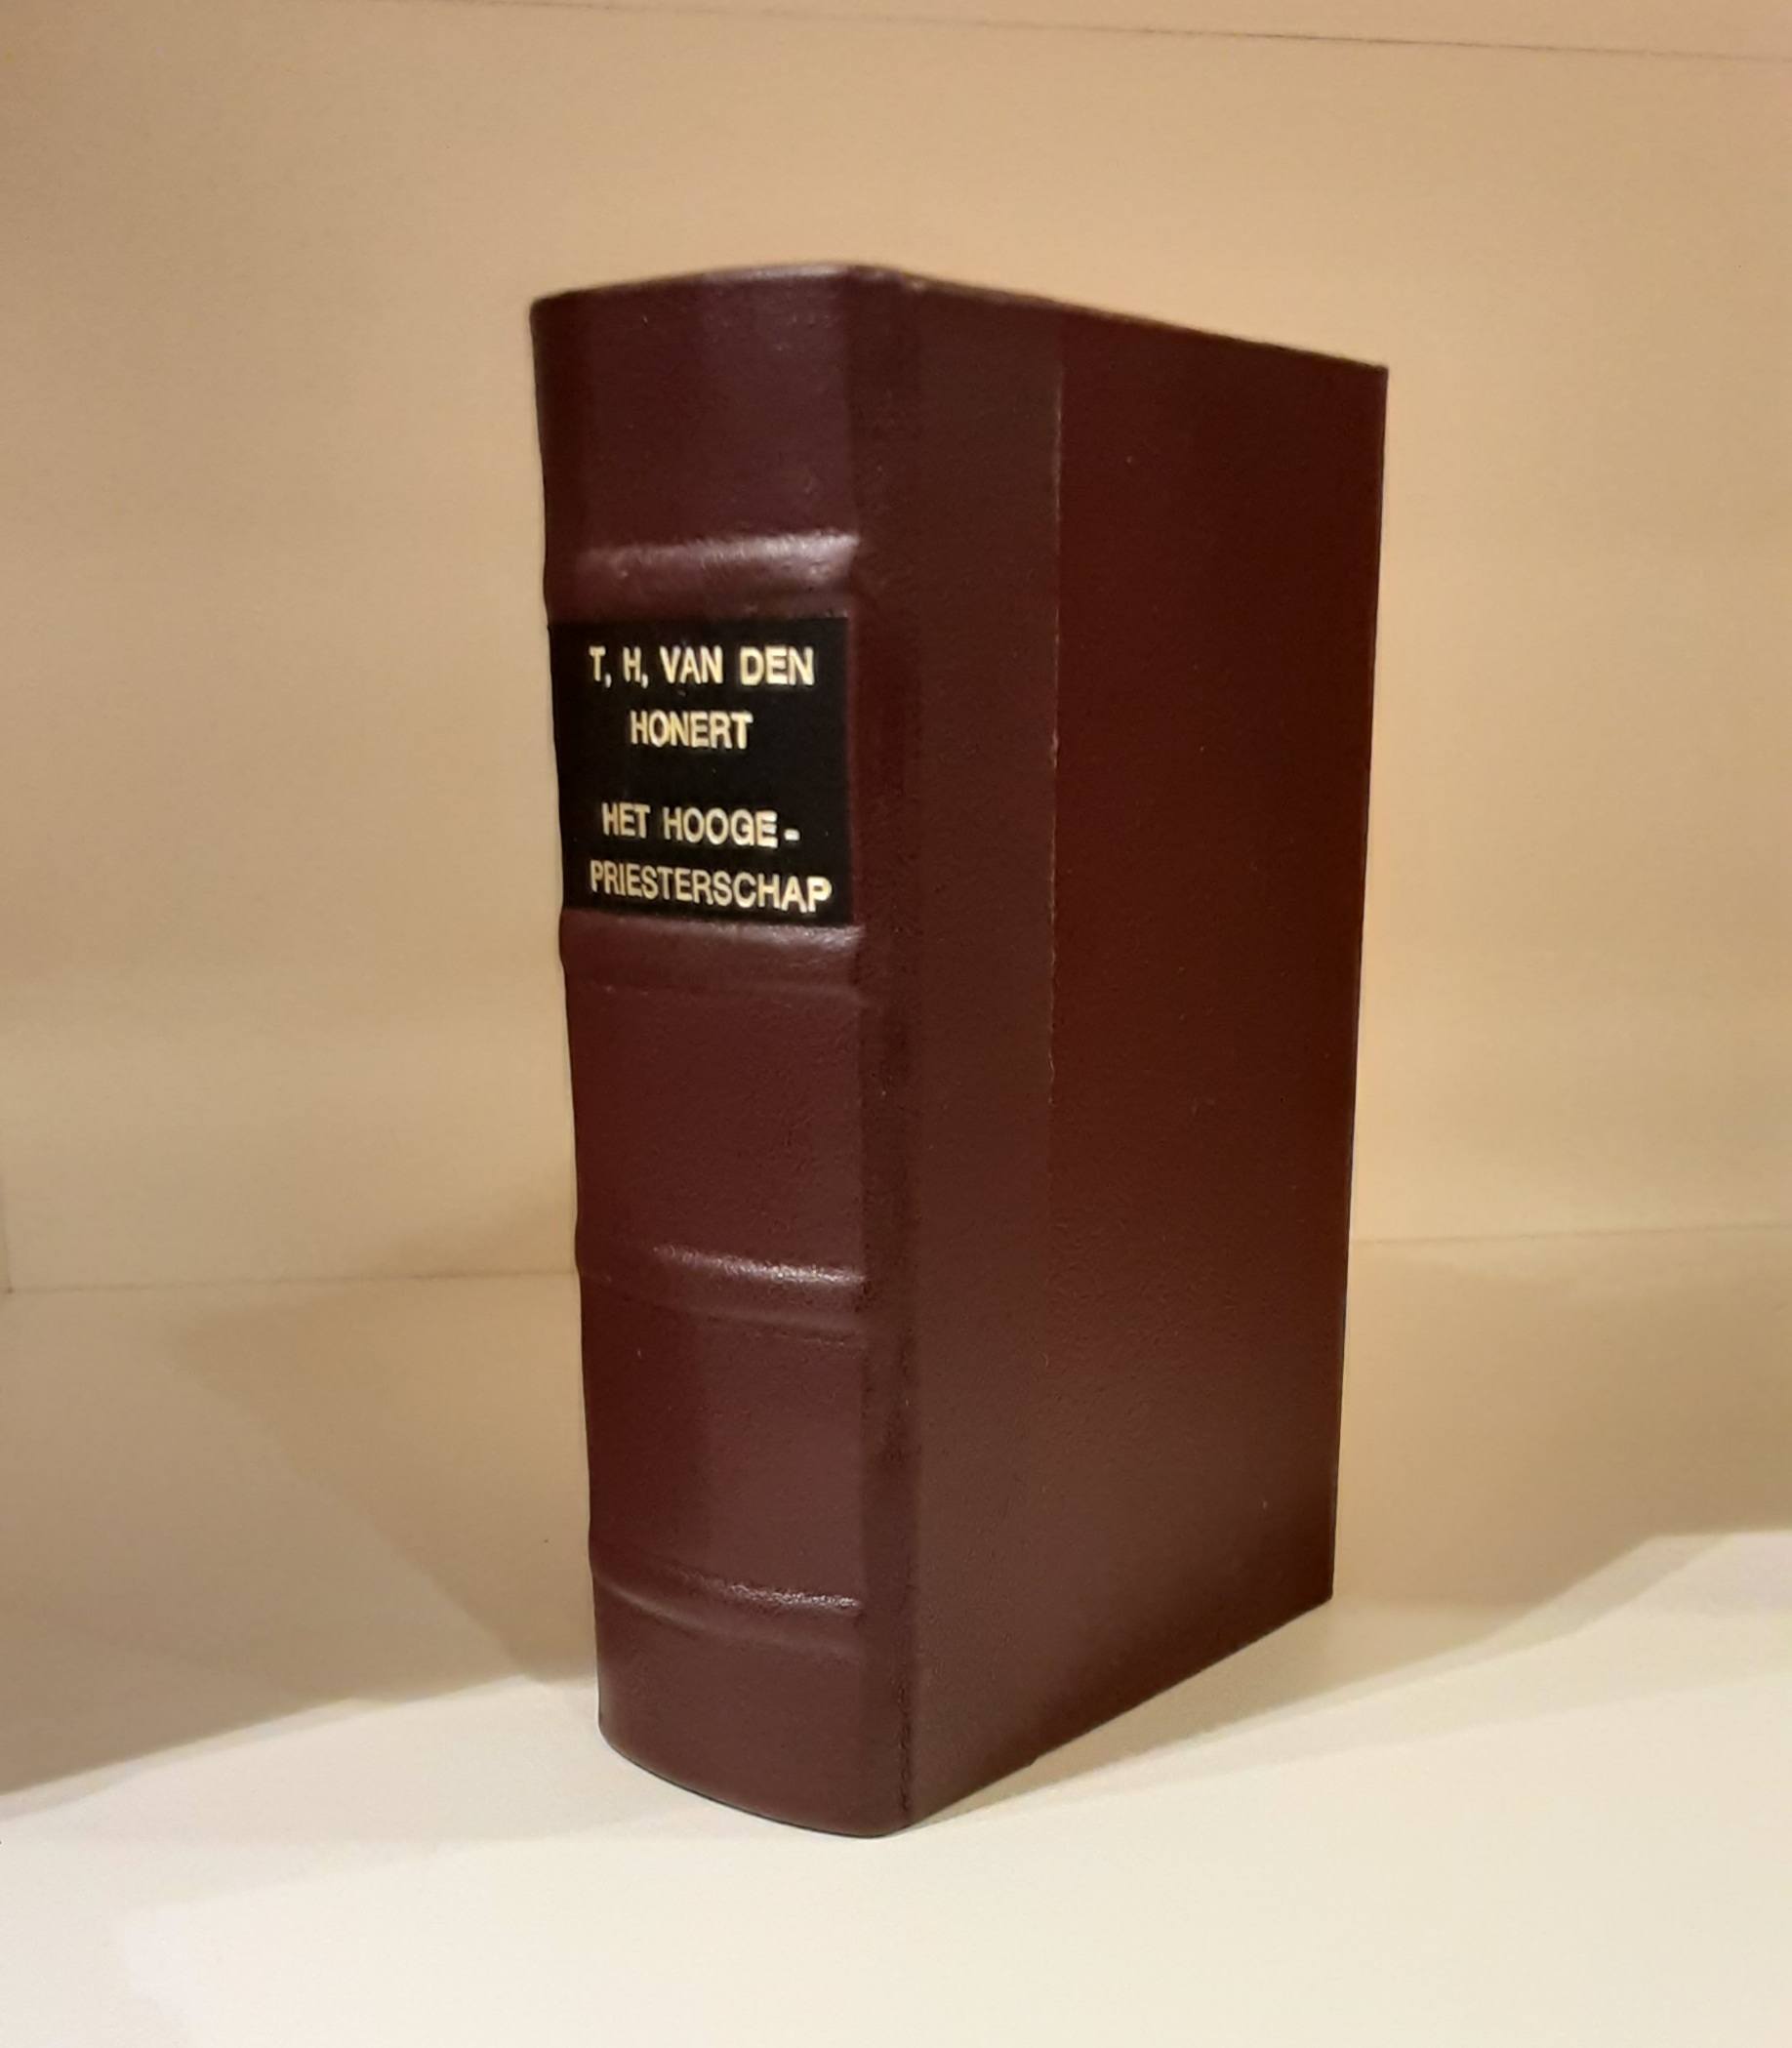 T, H, VAN DEN
HONERT
HET HOOGE-
PRIESTERSCHAP